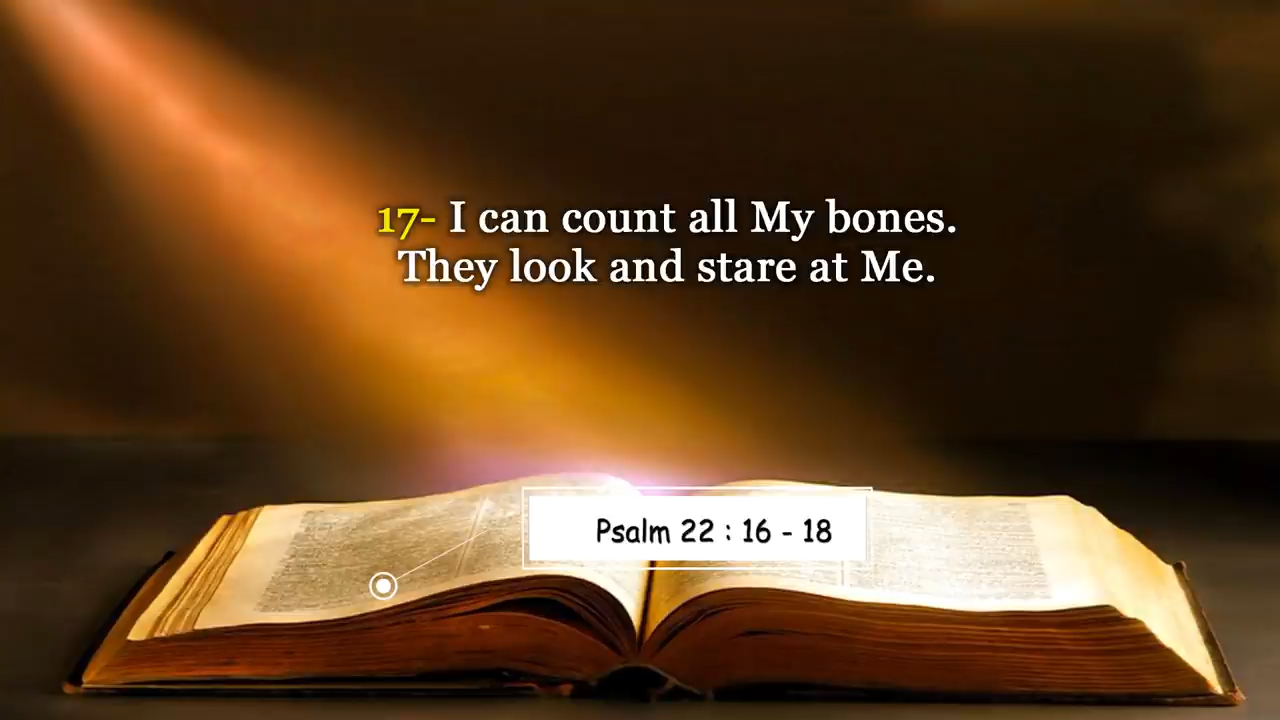 17- I can count all My bones.
They look and stare at Me.
Psalm 22 : 16 - 18